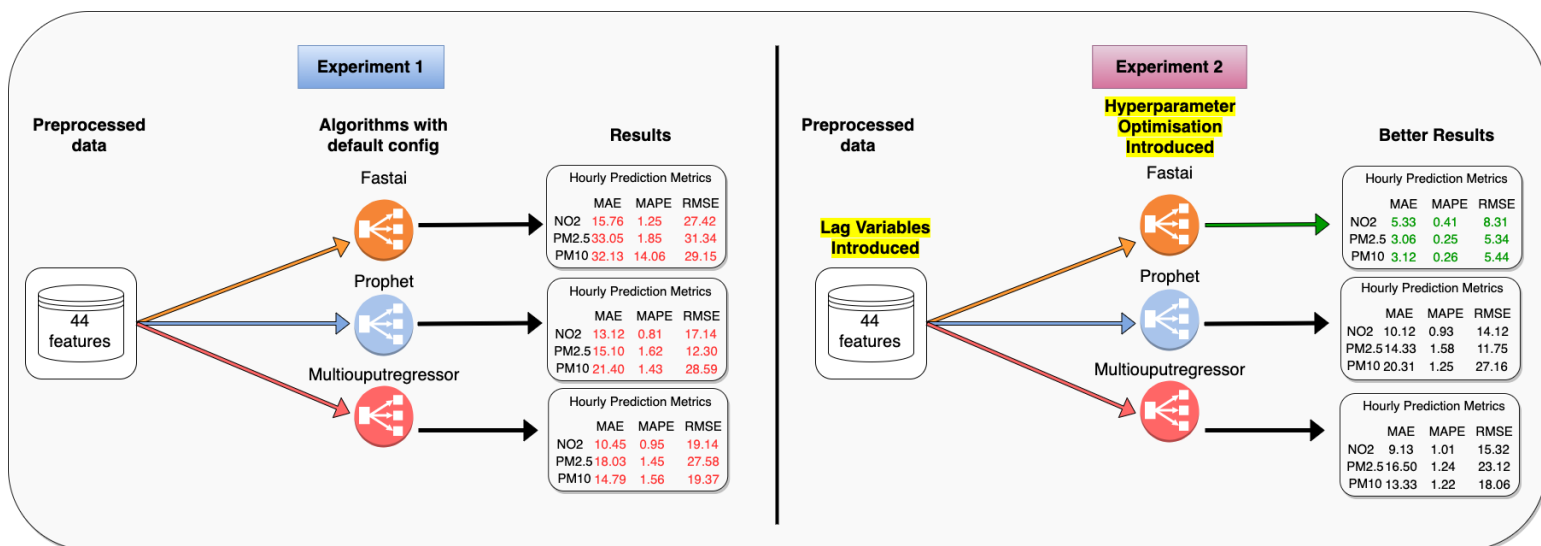 Experiment 1
Preprocessed
data
44
features
Algorithms with
default config
Fastai
Prophet
Multiouputregressor
Results
Hourly Prediction Metrics
MAE MAPE RMSE
NO2 15.76 1.25 27.42
PM2.5 33.05 1.85 31.34
PM10 32.13 14.06 29.15
Hourly Prediction Metrics
MAE MAPE RMSE
NO2 13.12 0.81 17.14
PM2.5 15.10 1.62 12.30
PM10 21.40 1.43 28.59
Hourly Prediction Metrics
MAE MAPE RMSE
NO2 10.45 0.95 19.14
PM2.5 18.03 1.45 27.58
PM10 14.79 1.56 19.37
Experiment 2
Preprocessed
data
Lag Variables
Introduced
44
features
Hyperparameter
Optimisation
Introduced
Fastai
Prophet
Multiouputregressor
Better Results
Hourly Prediction Metrics
MAE MAPE RMSE
NO2 5.33 0.41 8.31
PM2.5 3.06 0.25 5.34
PM10 3.12 0.26 5.44
Hourly Prediction Metrics
MAE MAPE RMSE
NO2 10.12 0.93 14.12
PM2.5 14.33 1.58 11.75
PM10 20.31 1.25 27.16
Hourly Prediction Metrics
MAE MAPE RMSE
NO2 9.13 1.01 15.32
PM2.5 16.50 1.24 23.12
PM10 13.33 1.22 18.06